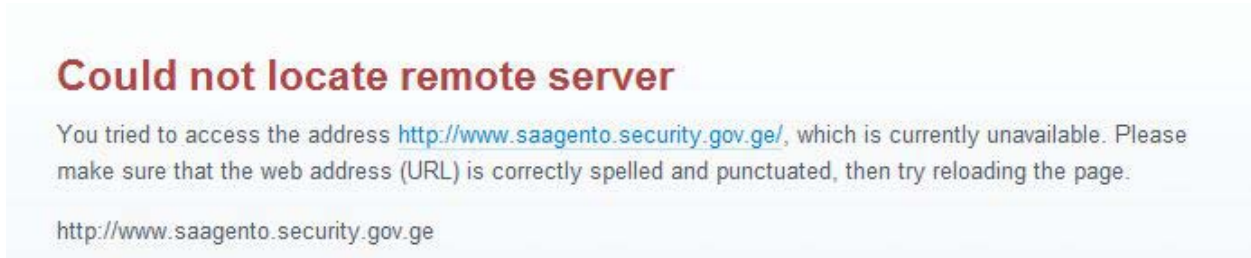 Could not locate remote server
You tried to access the address http://www.saagento.security.gov.ge/, which is currently unavailable. Please
make sure that the web address (URL) is correctly spelled and punctuated, then try reloading the page.
http://www.saagento.security.gov.ge